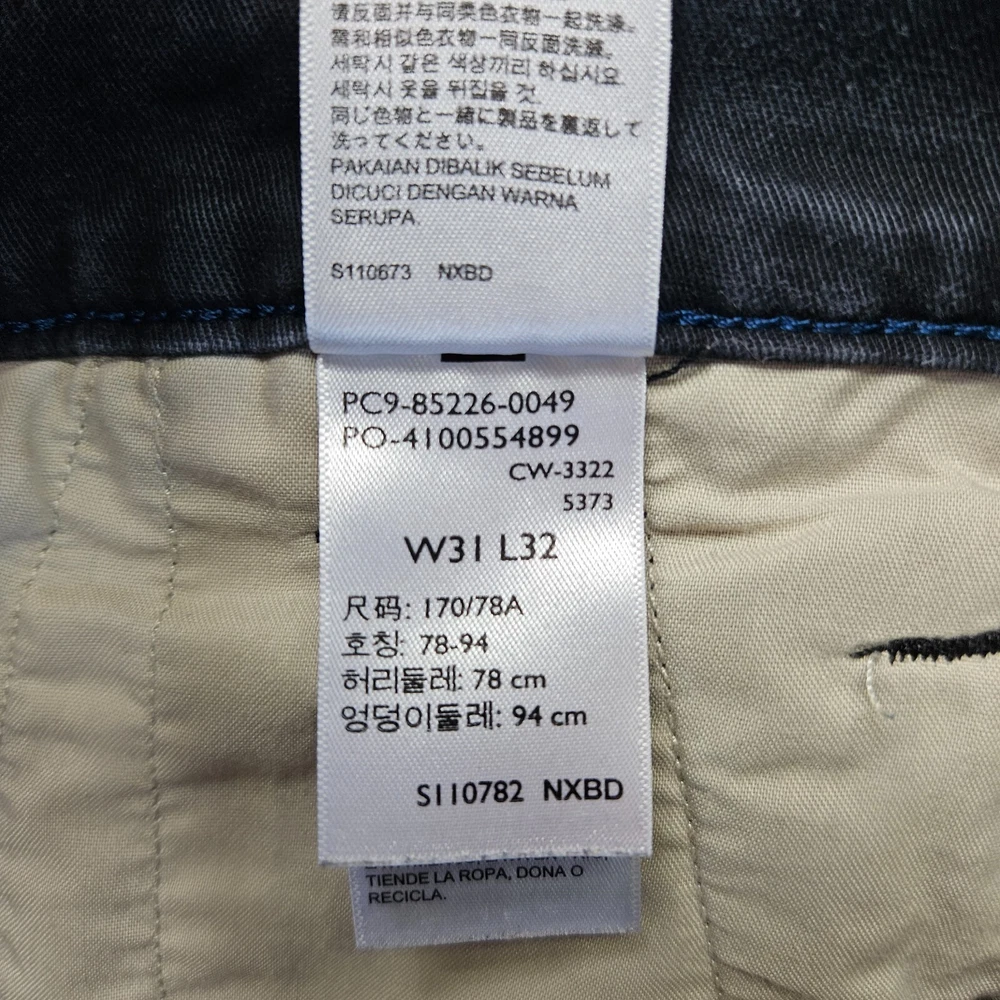 请反面并与同类色衣物一起洗涤。
需和相似色衣物一同反面洗滌。
세탁시 같은 색상끼리 하십시요
세탁시 옷을 뒤집을 것.
同じ色物と一緒に製品を裏返して
洗ってください。
PAKAIAN DIBALIK SEBELUM
DICUCI DENGAN WARNA
SERUPA.
S110673 NXBD
PC9-85226-0049
PO-4100554899
CW-3322
5373
W31 L32
尺码: 170/78A
호칭: 78-94
허리둘레: 78 cm
엉덩이둘레: 94 cm
S110782 NXBD
TIENDE LA ROPA, DONA O
RECICLA.